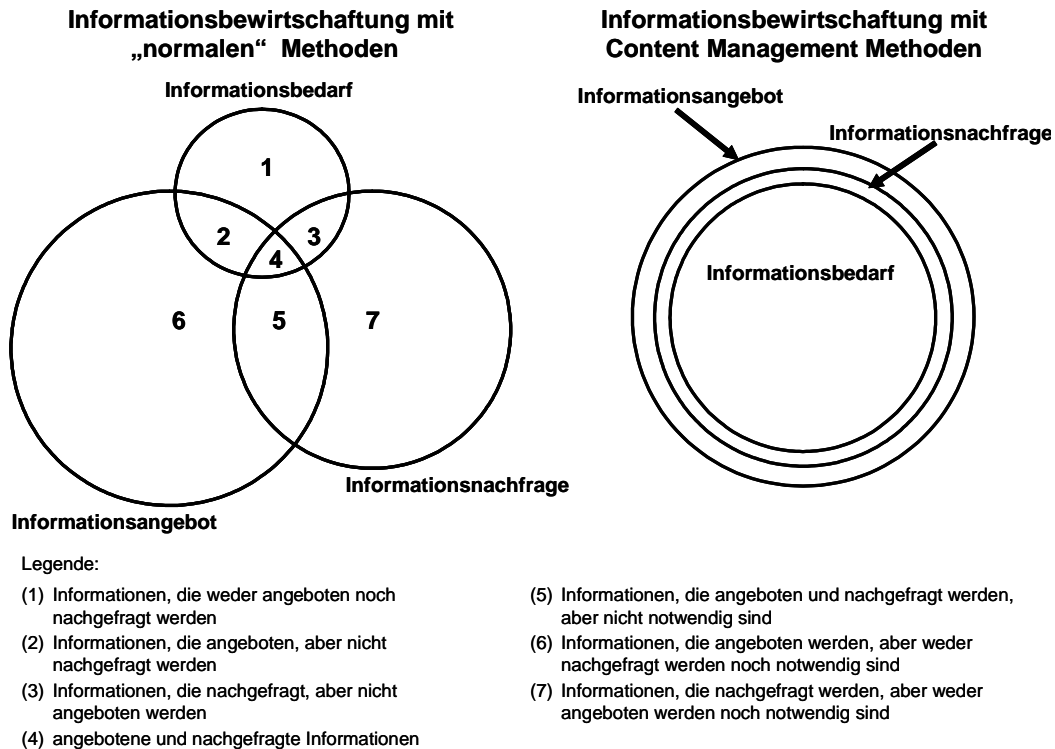 Informationsbewirtschaftung mit
„normalen“ Methoden
Informationsbedarf
1
2
3
4
5
6
7
Informationsnachfrage
Informationsangebot
Informationsbewirtschaftung mit
Content Management Methoden
Informationsangebot
Informationsnachfrage
Informationsbedarf
Legende:
(1) Informationen, die weder angeboten noch
nachgefragt werden
(2) Informationen, die angeboten, aber nicht
nachgefragt werden
(3) Informationen, die nachgefragt, aber nicht
angeboten werden
(4) angebotene und nachgefragte Informationen
(5) Informationen, die angeboten und nachgefragt werden,
aber nicht notwendig sind
(6) Informationen, die angeboten werden, aber weder
nachgefragt werden noch notwendig sind
(7) Informationen, die nachgefragt werden, aber weder
angeboten werden noch notwendig sind